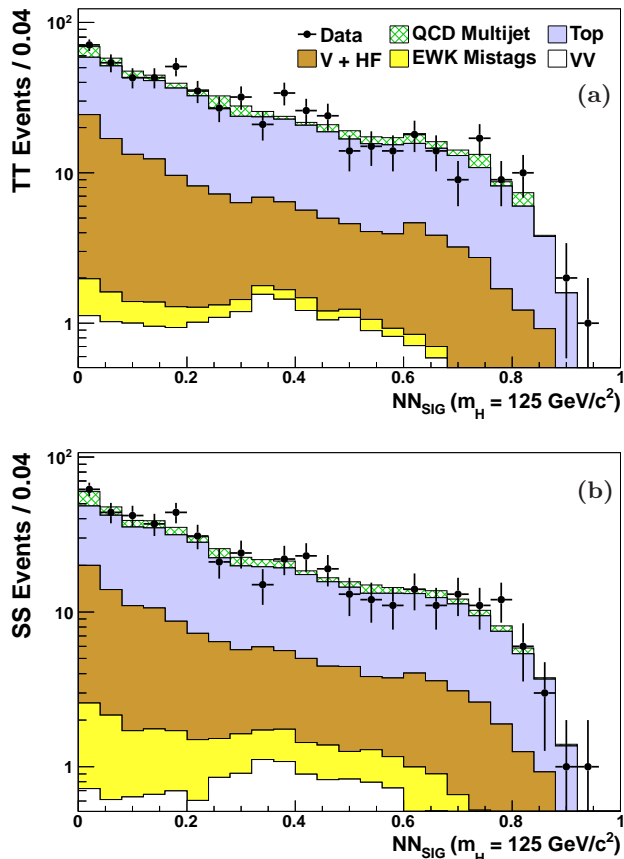 TT Events / 0.04
10²
10
1
Data
QCD Multijet
Top
V + HF
EWK Mistags
VV
(a)
0 0.2 0.4 0.6 0.8 1
NN_SIG (m_H = 125 GeV/c²)
SS Events / 0.04
10²
10
1
(b)
0 0.2 0.4 0.6 0.8 1
NN_SIG (m_H = 125 GeV/c²)